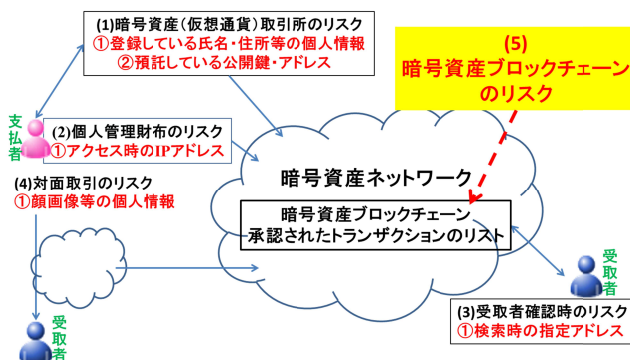 (1)暗号資産（仮想通貨）取引所のリスク
①登録している氏名・住所等の個人情報
②預託している公開鍵・アドレス
(5)
暗号資産ブロックチェーン
のリスク
支払者
(2)個人管理財布のリスク
①アクセス時のIPアドレス
(4)対面取引のリスク
①顔画像等の個人情報
暗号資産ネットワーク
暗号資産ブロックチェーン
承認されたトランザクションのリスト
受取者
(3)受取者確認時のリスク
①検索時の指定アドレス
受取者